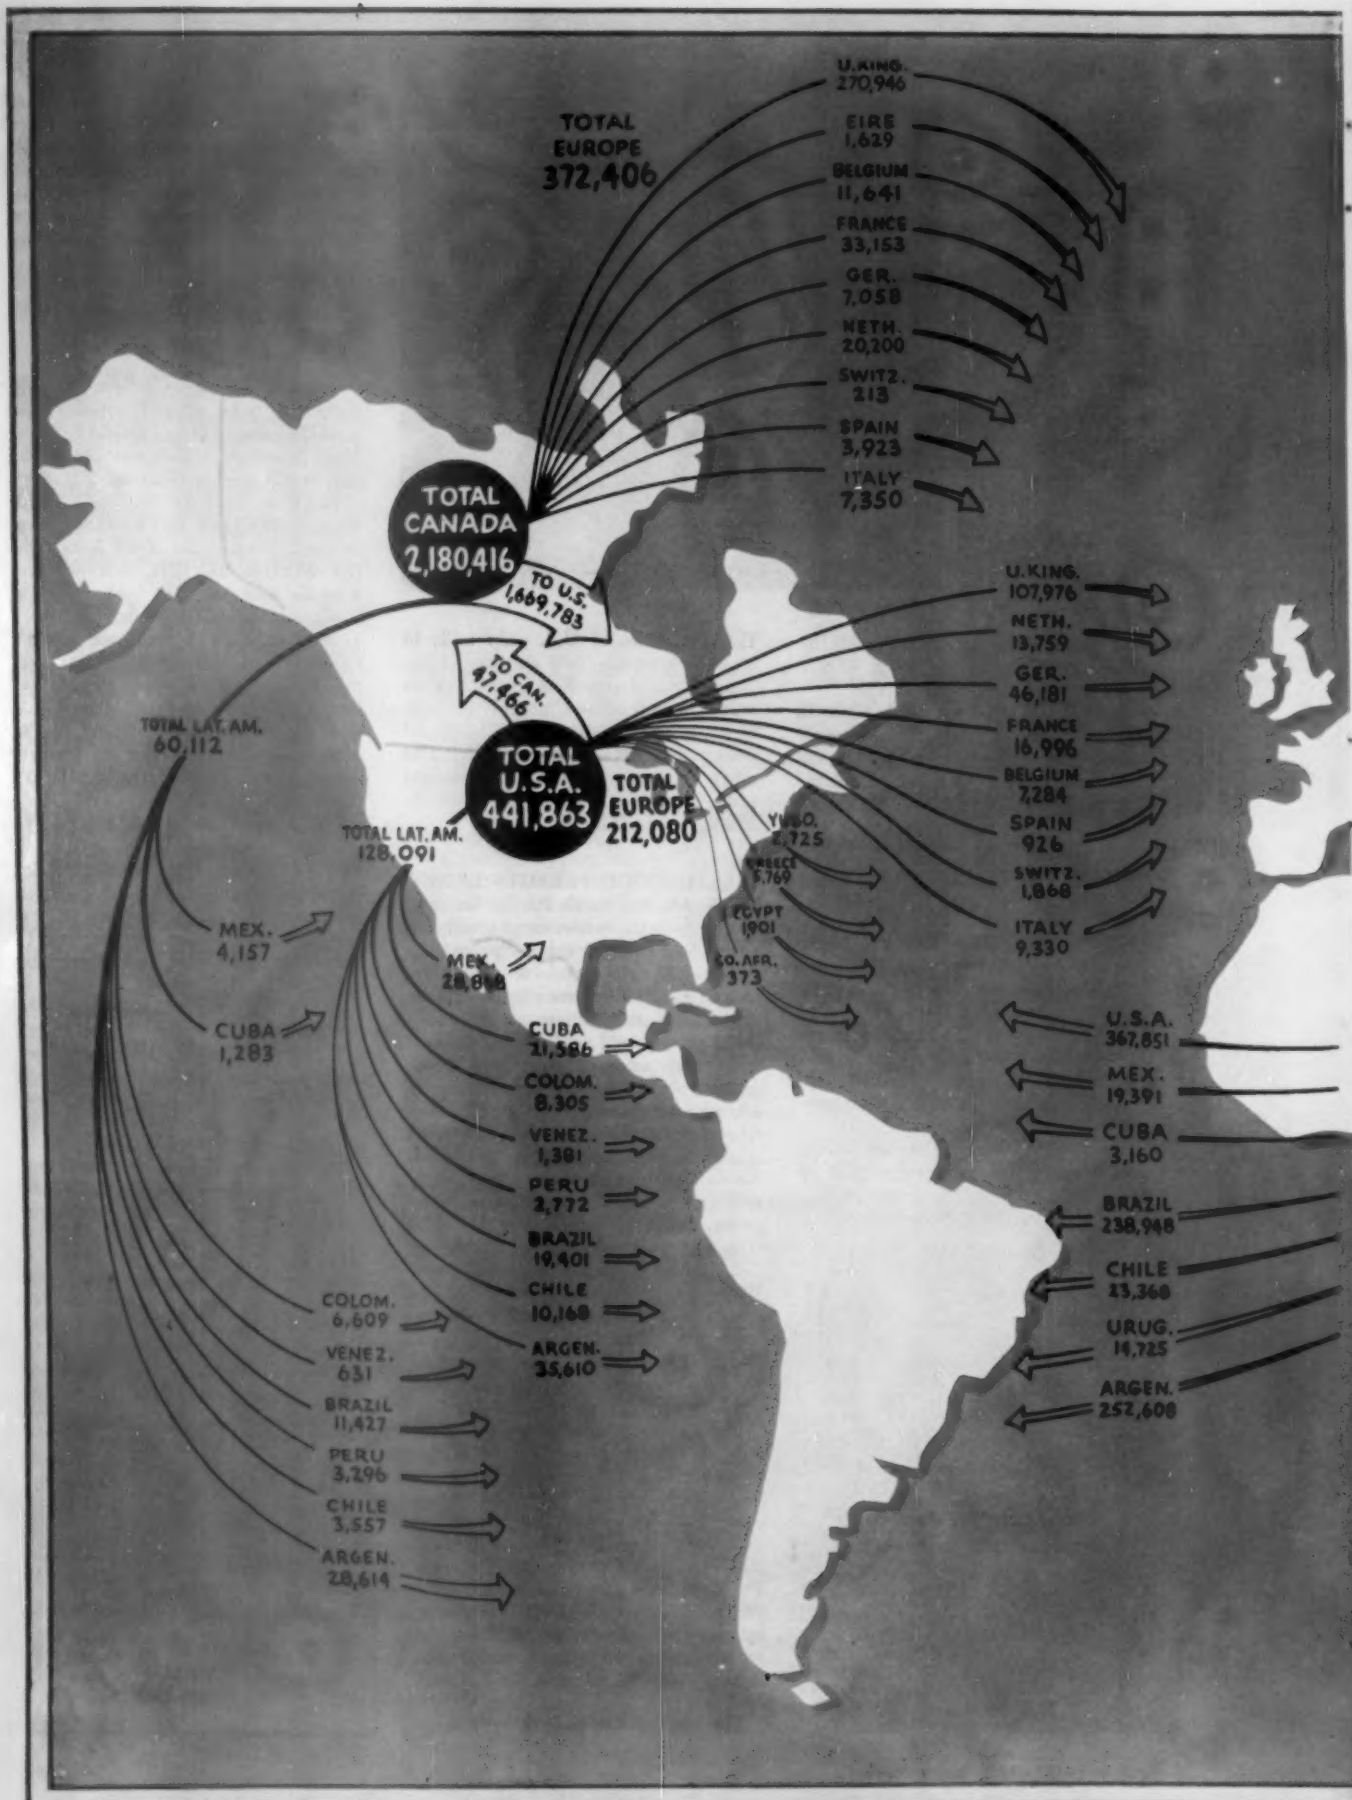 U.KING.
270,946
EIRE
1,629
BELGIUM
11,641
FRANCE
33,153
GER.
7,058
NETH.
20,200
SWITZ.
213
SPAIN
3,923
ITALY
7,350
TOTAL
EUROPE
372,406
TOTAL
CANADA
2,180,416
TO U.S.
1,669,783
TO CAN.
47,466
TOTAL
U.S.A.
441,863
TOTAL
EUROPE
212,080
U.KING.
107,976
NETH.
13,759
GER.
46,181
FRANCE
16,996
BELGIUM
7,284
SPAIN
926
SWITZ.
1,868
ITALY
9,330
2,725
GREECE
5,769
EGYPT
1,901
SO. AFR.
373
TOTAL LAT. AM.
60,112
TOTAL LAT. AM.
128,091
MEX.
4,157
CUBA
1,283
MEX.
CUBA
21,586
COLOM.
8,305
VENEZ.
1,381
PERU
2,772
BRAZIL
19,401
CHILE
10,168
ARGEN.
35,610
COLOM.
6,609
VENEZ.
631
BRAZIL
11,427
PERU
3,296
CHILE
3,557
ARGEN.
28,614
U.S.A.
367,851
MEX.
19,391
CUBA
3,160
BRAZIL
238,948
CHILE
23,368
URUG.
ARGEN.
252,608